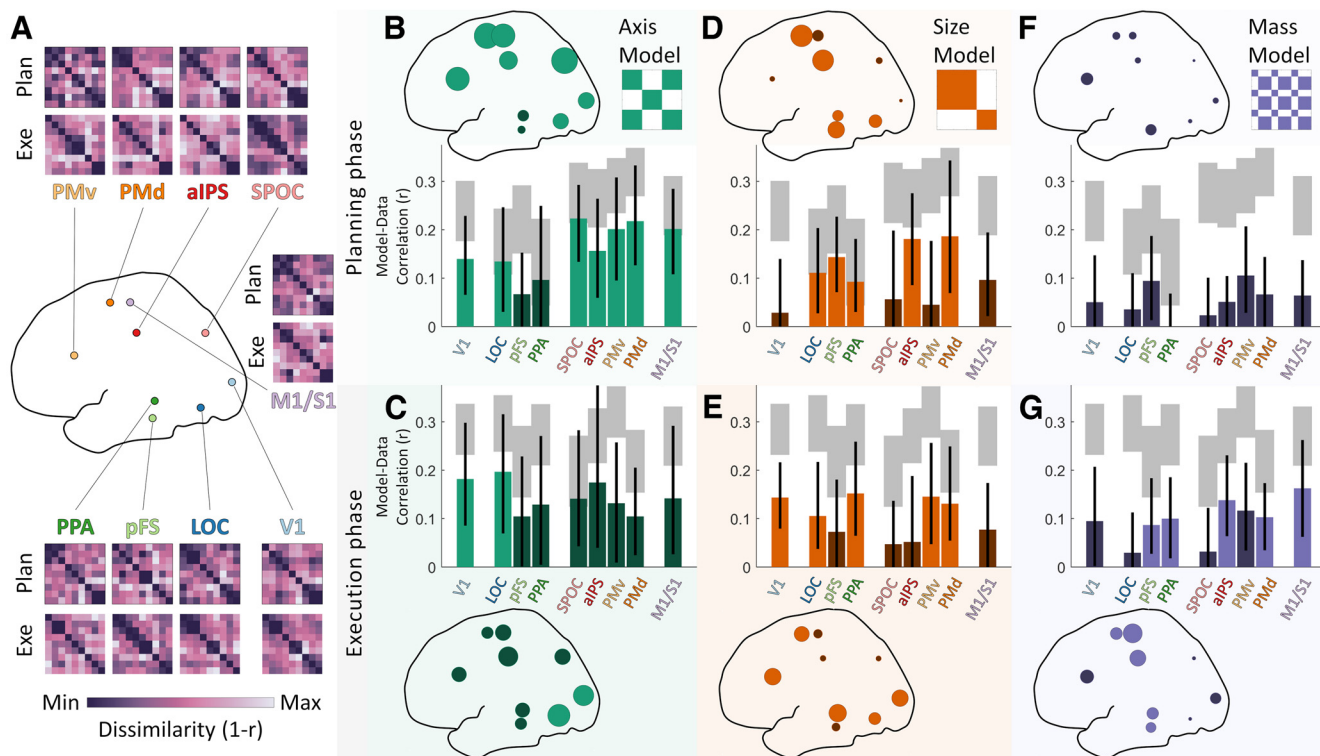 A
Plan
Exe
PMv PMd aIPS SPOC
Plan
Exe
M1/S1
PPA pFS LOC V1
Plan
Exe
Min Max
Dissimilarity (1-r)
Planning phase
Execution phase
B
Axis
Model
Model-Data
Correlation (r)
0.3
0.2
0.1
0
V1 LOC pFS PPA SPOC aIPS PMv PMd M1/S1
C
Model-Data
Correlation (r)
0.3
0.2
0.1
0
V1 LOC pFS PPA SPOC aIPS PMv PMd M1/S1
D
Size
Model
0.3
0.2
0.1
0
V1 LOC pFS PPA SPOC aIPS PMv PMd M1/S1
E
0.3
0.2
0.1
0
V1 LOC pFS PPA SPOC aIPS PMv PMd M1/S1
F
Mass
Model
0.3
0.2
0.1
0
V1 LOC pFS PPA SPOC aIPS PMv PMd M1/S1
G
0.3
0.2
0.1
0
V1 LOC pFS PPA SPOC aIPS PMv PMd M1/S1